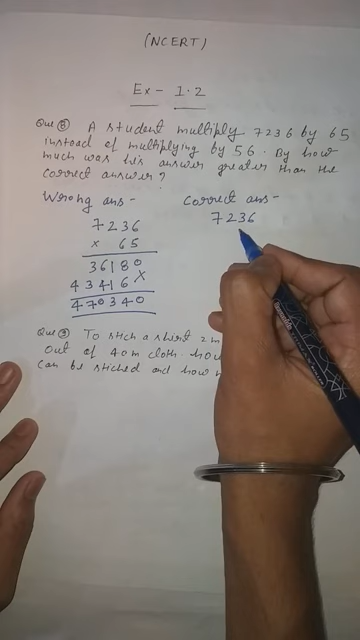 (NCERT)
Ex - 1.2
Que ⑧ A student multiply 7236 by 65
instead of multiplying by 56. By how
much was his answer greater than the
correct answer?
Wrong ans - Correct ans -
7236 7236
× 65
36180
43416×
470340
Que ⑨ To stich a shirt 2m
out of 40m cloth. how
can be stiched and how